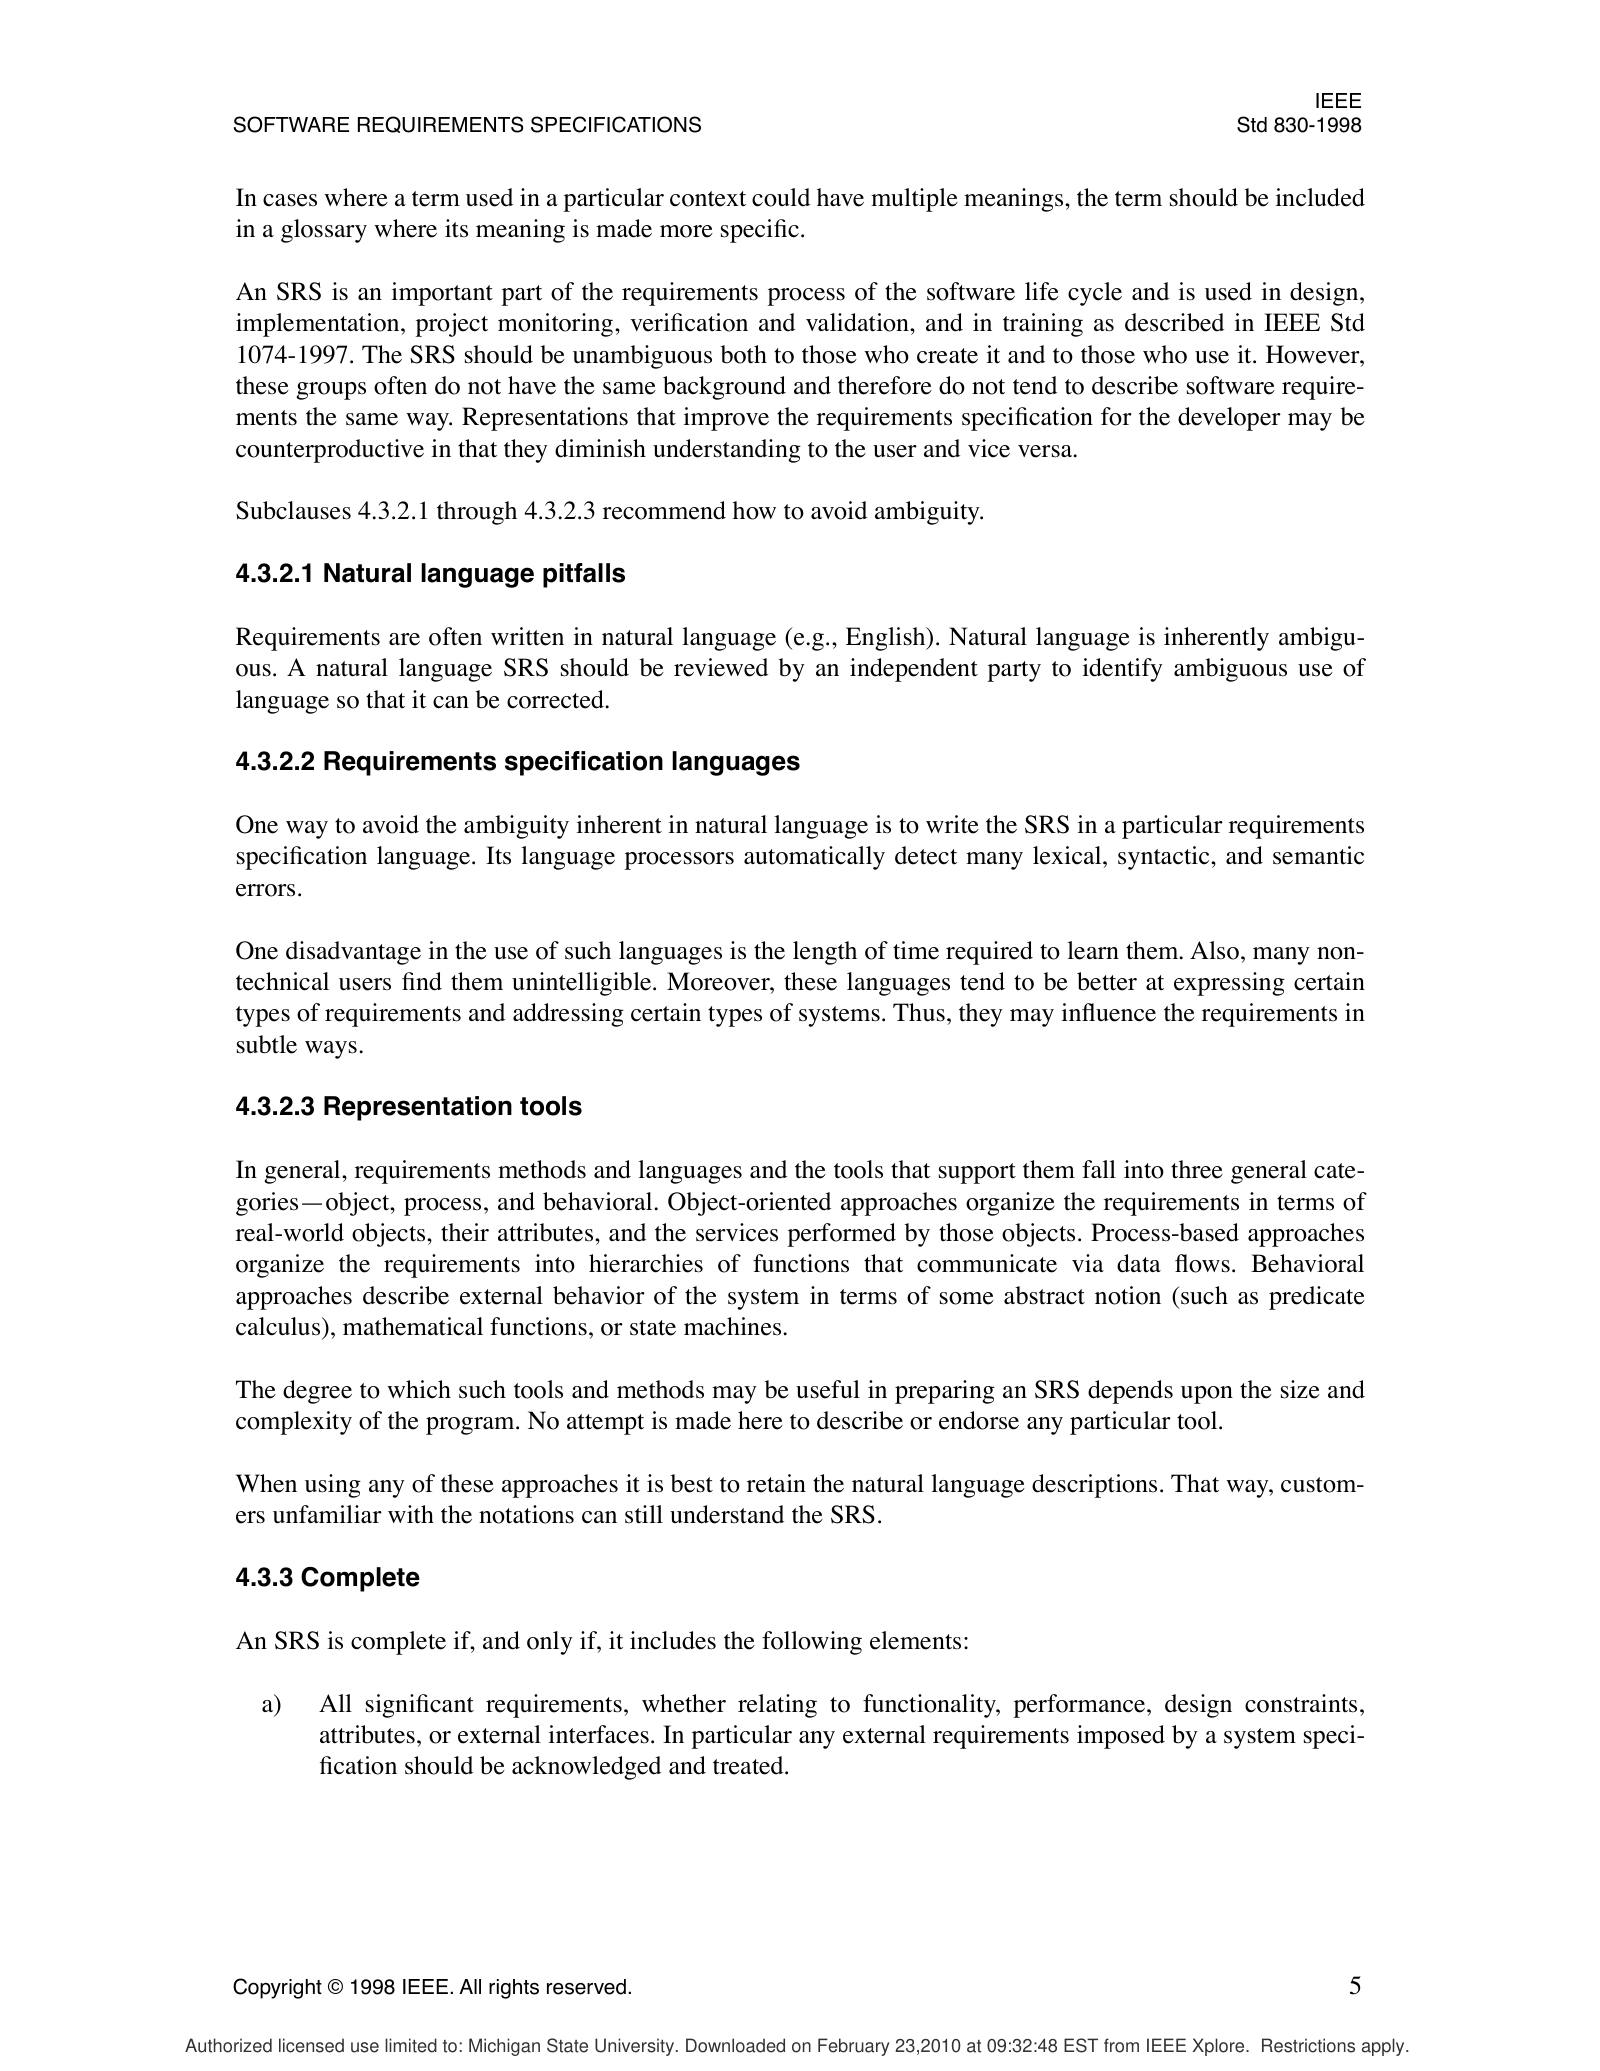 IEEE
SOFTWARE REQUIREMENTS SPECIFICATIONS
Std 830-1998
In cases where a term used in a particular context could have multiple meanings, the term should be included
in a glossary where its meaning is made more specific.
An SRS is an important part of the requirements process of the software life cycle and is used in design,
implementation, project monitoring, verification and validation, and in training as described in IEEE Std
1074-1997. The SRS should be unambiguous both to those who create it and to those who use it. However,
these groups often do not have the same background and therefore do not tend to describe software require-
ments the same way. Representations that improve the requirements specification for the developer may be
counterproductive in that they diminish understanding to the user and vice versa.
Subclauses 4.3.2.1 through 4.3.2.3 recommend how to avoid ambiguity.
4.3.2.1 Natural language pitfalls
Requirements are often written in natural language (e.g., English). Natural language is inherently ambigu-
ous. A natural language SRS should be reviewed by an independent party to identify ambiguous use of
language so that it can be corrected.
4.3.2.2 Requirements specification languages
One way to avoid the ambiguity inherent in natural language is to write the SRS in a particular requirements
specification language. Its language processors automatically detect many lexical, syntactic, and semantic
errors.
One disadvantage in the use of such languages is the length of time required to learn them. Also, many non-
technical users find them unintelligible. Moreover, these languages tend to be better at expressing certain
types of requirements and addressing certain types of systems. Thus, they may influence the requirements in
subtle ways.
4.3.2.3 Representation tools
In general, requirements methods and languages and the tools that support them fall into three general cate-
gories—object, process, and behavioral. Object-oriented approaches organize the requirements in terms of
real-world objects, their attributes, and the services performed by those objects. Process-based approaches
organize the requirements into hierarchies of functions that communicate via data flows. Behavioral
approaches describe external behavior of the system in terms of some abstract notion (such as predicate
calculus), mathematical functions, or state machines.
The degree to which such tools and methods may be useful in preparing an SRS depends upon the size and
complexity of the program. No attempt is made here to describe or endorse any particular tool.
When using any of these approaches it is best to retain the natural language descriptions. That way, custom-
ers unfamiliar with the notations can still understand the SRS.
4.3.3 Complete
An SRS is complete if, and only if, it includes the following elements:
a) All significant requirements, whether relating to functionality, performance, design constraints,
attributes, or external interfaces. In particular any external requirements imposed by a system speci-
fication should be acknowledged and treated.
Copyright © 1998 IEEE. All rights reserved. 5
Authorized licensed use limited to: Michigan State University. Downloaded on February 23,2010 at 09:32:48 EST from IEEE Xplore. Restrictions apply.